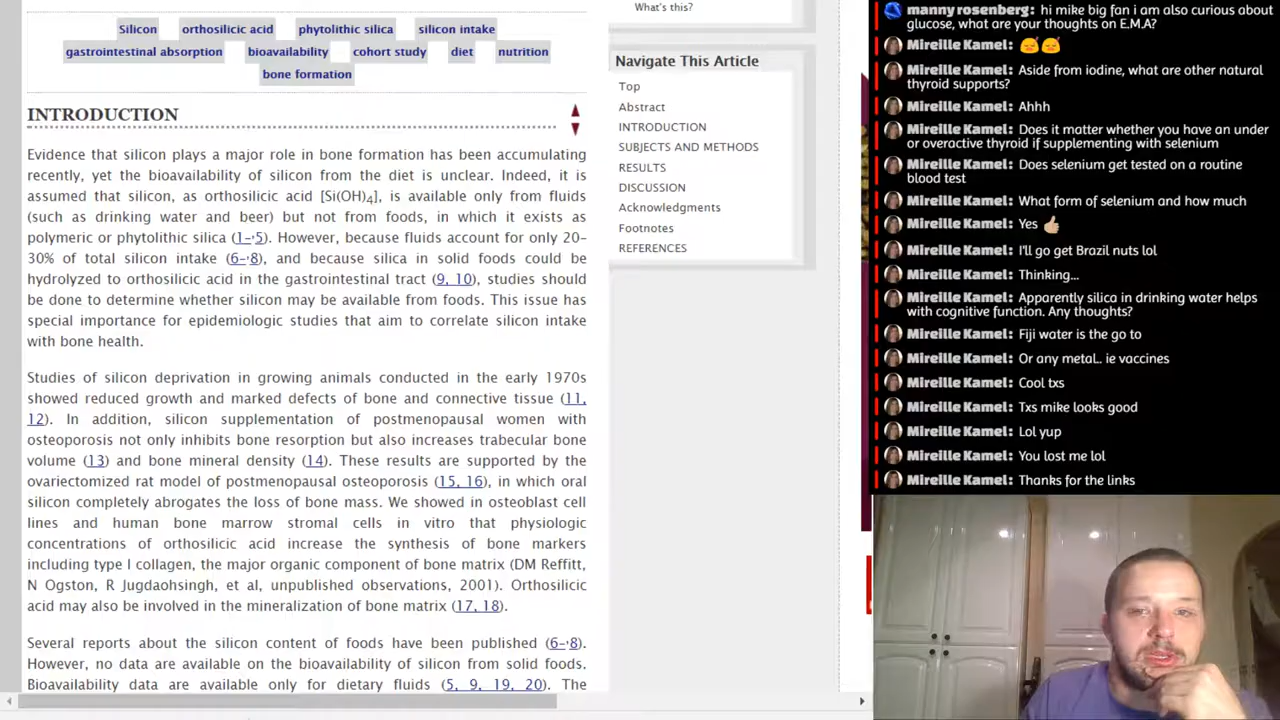 Silicon orthosilicic acid phytolithic silica silicon intake
gastrointestinal absorption bioavailability cohort study diet nutrition
bone formation
INTRODUCTION
Evidence that silicon plays a major role in bone formation has been accumulating
recently, yet the bioavailability of silicon from the diet is unclear. Indeed, it is
assumed that silicon, as orthosilicic acid [Si(OH)4], is available only from fluids
(such as drinking water and beer) but not from foods, in which it exists as
polymeric or phytolithic silica (1–·5). However, because fluids account for only 20–
30% of total silicon intake (6–·8), and because silica in solid foods could be
hydrolyzed to orthosilicic acid in the gastrointestinal tract (9, 10), studies should
be done to determine whether silicon may be available from foods. This issue has
special importance for epidemiologic studies that aim to correlate silicon intake
with bone health.
Studies of silicon deprivation in growing animals conducted in the early 1970s
showed reduced growth and marked defects of bone and connective tissue (11,
12). In addition, silicon supplementation of postmenopausal women with
osteoporosis not only inhibits bone resorption but also increases trabecular bone
volume (13) and bone mineral density (14). These results are supported by the
ovariectomized rat model of postmenopausal osteoporosis (15, 16), in which oral
silicon completely abrogates the loss of bone mass. We showed in osteoblast cell
lines and human bone marrow stromal cells in vitro that physiologic
concentrations of orthosilicic acid increase the synthesis of bone markers
including type I collagen, the major organic component of bone matrix (DM Reffitt,
N Ogston, R Jugdaohsingh, et al, unpublished observations, 2001). Orthosilicic
acid may also be involved in the mineralization of bone matrix (17, 18).
Several reports about the silicon content of foods have been published (6–·8).
However, no data are available on the bioavailability of silicon from solid foods.
Bioavailability data are available only for dietary fluids (5, 9, 19, 20). The
What's this?
Navigate This Article
Top
Abstract
INTRODUCTION
SUBJECTS AND METHODS
RESULTS
DISCUSSION
Acknowledgments
Footnotes
REFERENCES
manny rosenberg: hi mike big fan i am also curious about
glucose, what are your thoughts on E.M.A?
Mireille Kamel: 😴😴
Mireille Kamel: Aside from iodine, what are other natural
thyroid supports?
Mireille Kamel: Ahhh
Mireille Kamel: Does it matter whether you have an under
or overactive thyroid if supplementing with selenium
Mireille Kamel: Does selenium get tested on a routine
blood test
Mireille Kamel: What form of selenium and how much
Mireille Kamel: Yes 👍🏼
Mireille Kamel: I'll go get Brazil nuts lol
Mireille Kamel: Thinking...
Mireille Kamel: Apparently silica in drinking water helps
with cognitive function. Any thoughts?
Mireille Kamel: Fiji water is the go to
Mireille Kamel: Or any metal.. ie vaccines
Mireille Kamel: Cool txs
Mireille Kamel: Txs mike looks good
Mireille Kamel: Lol yup
Mireille Kamel: You lost me lol
Mireille Kamel: Thanks for the links